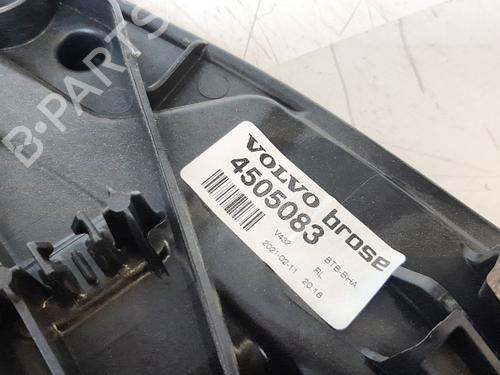 B-PARTS
VOLVO brose
4505083
V432 BTB-BHA
2021-02-11 20:16 RL